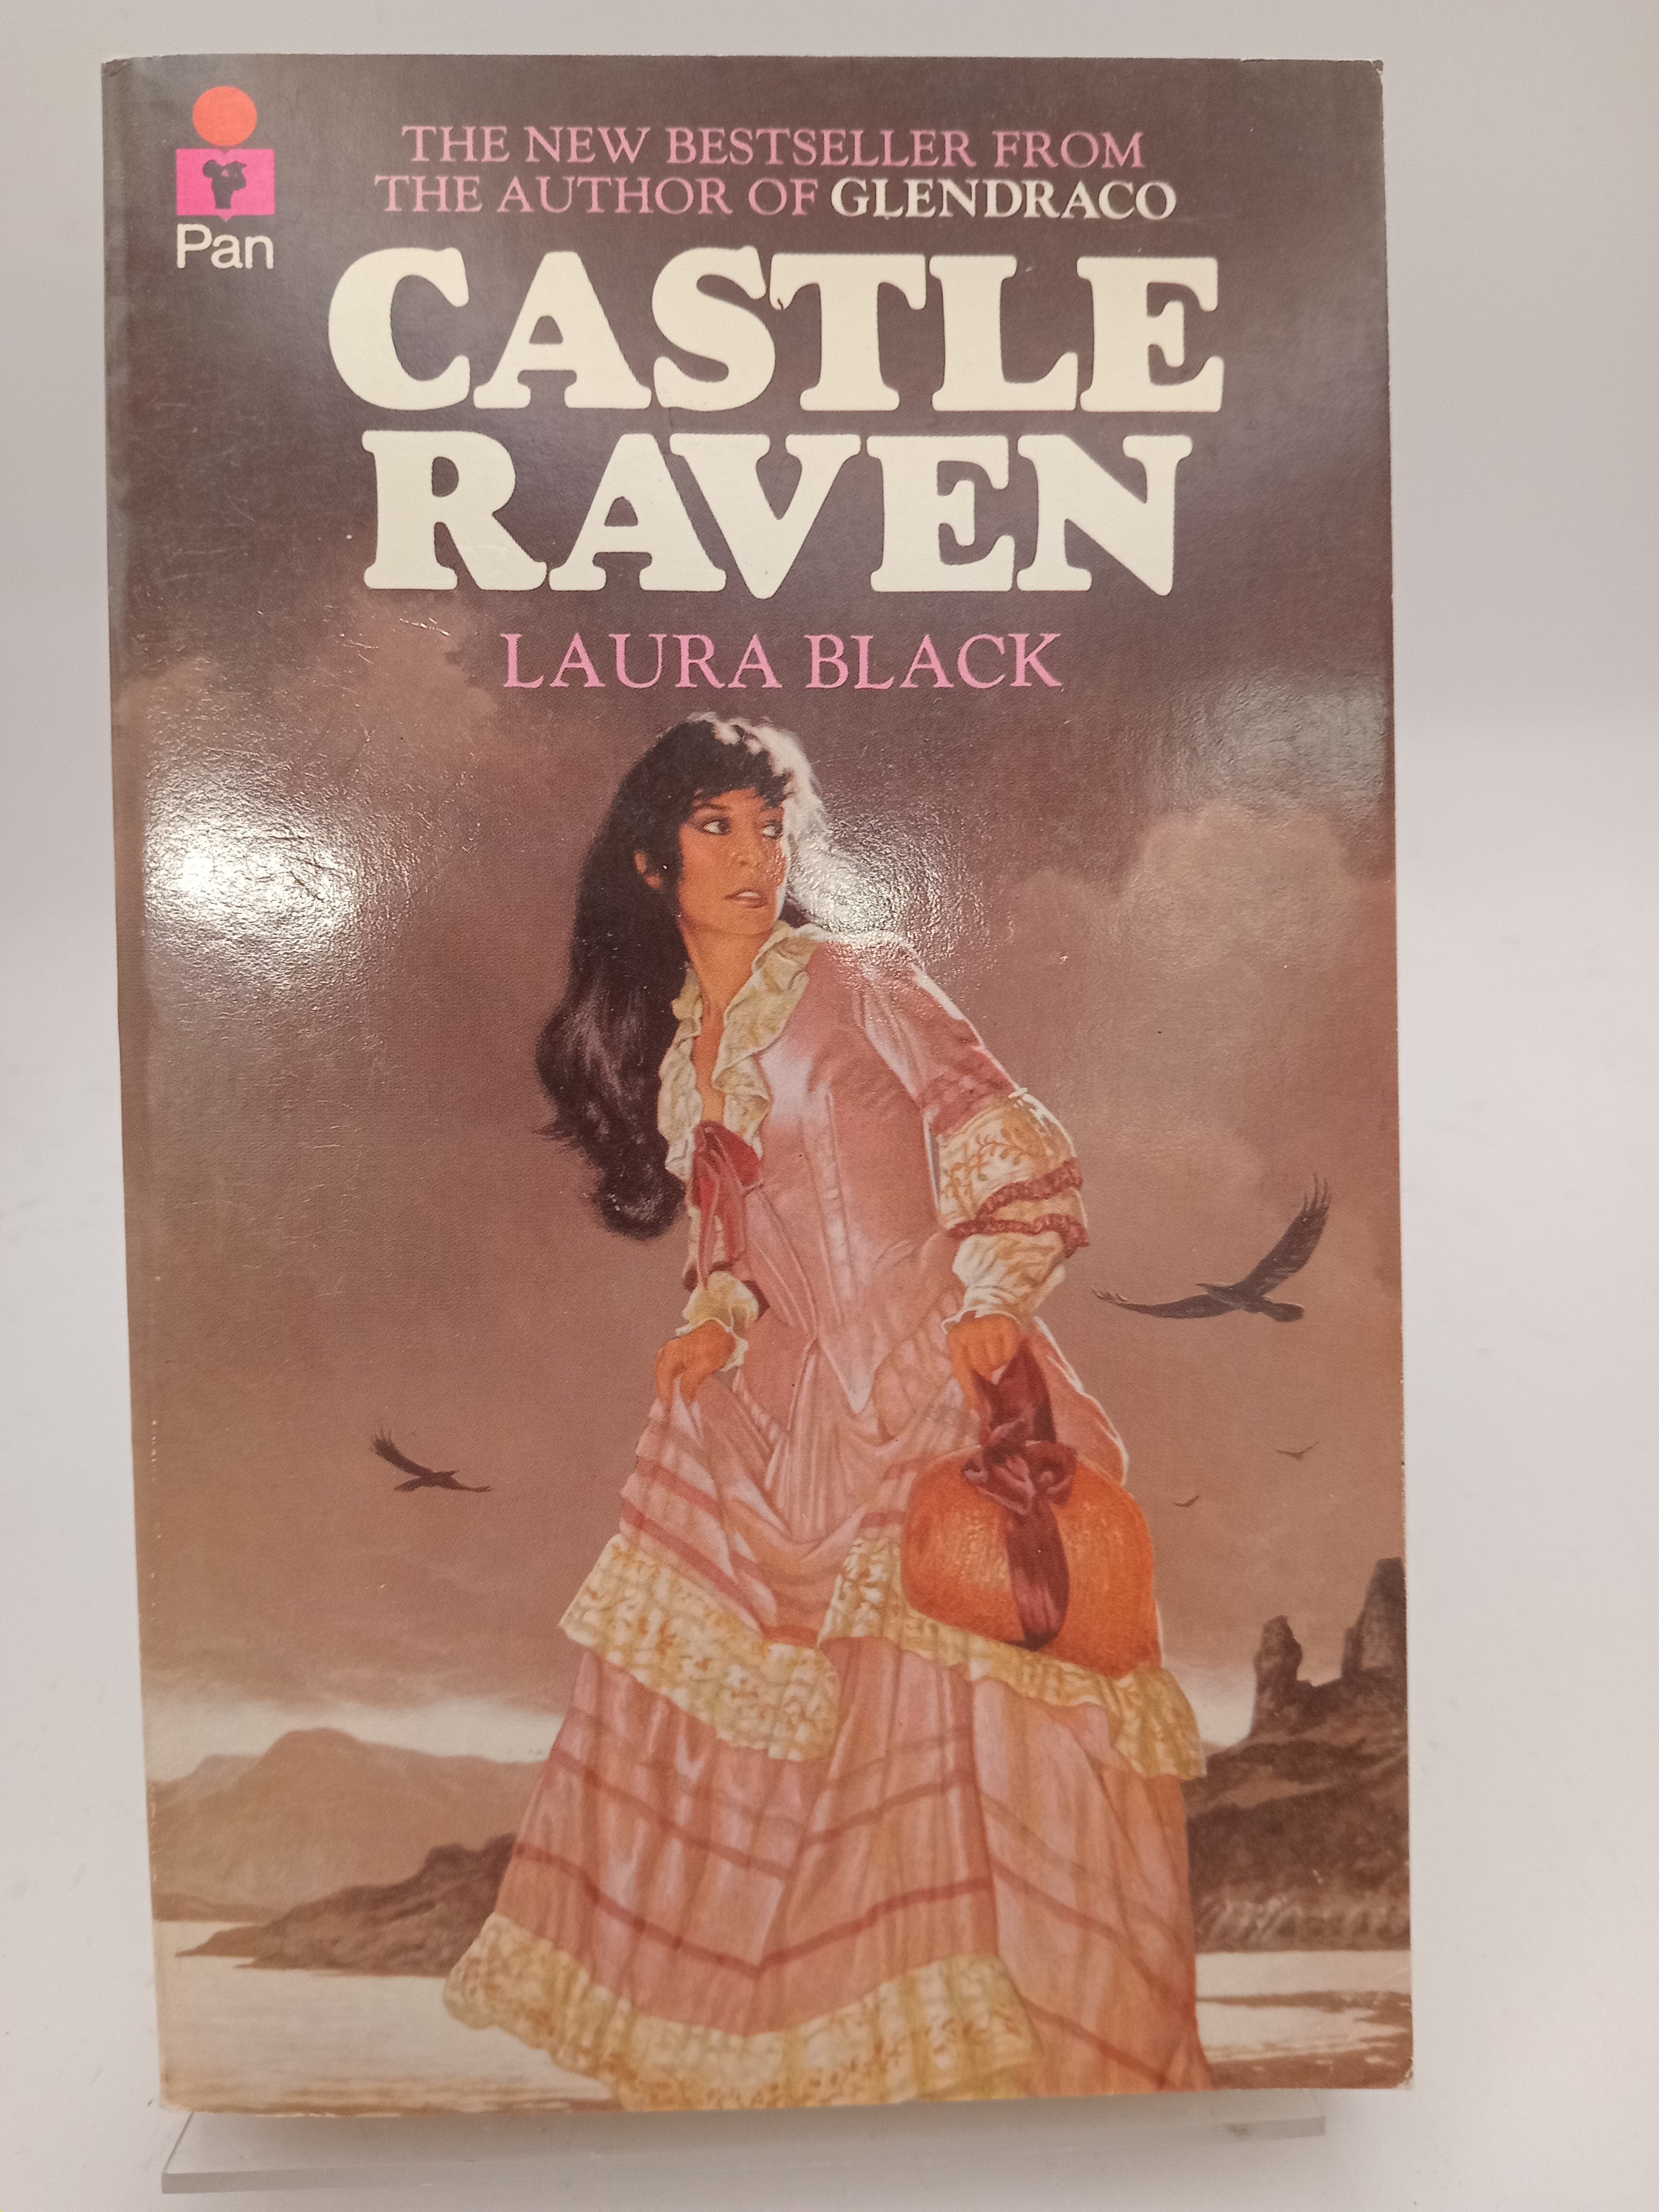 Pan
THE NEW BESTSELLER FROM
THE AUTHOR OF GLENDRACO
CASTLE
RAVEN
LAURA BLACK